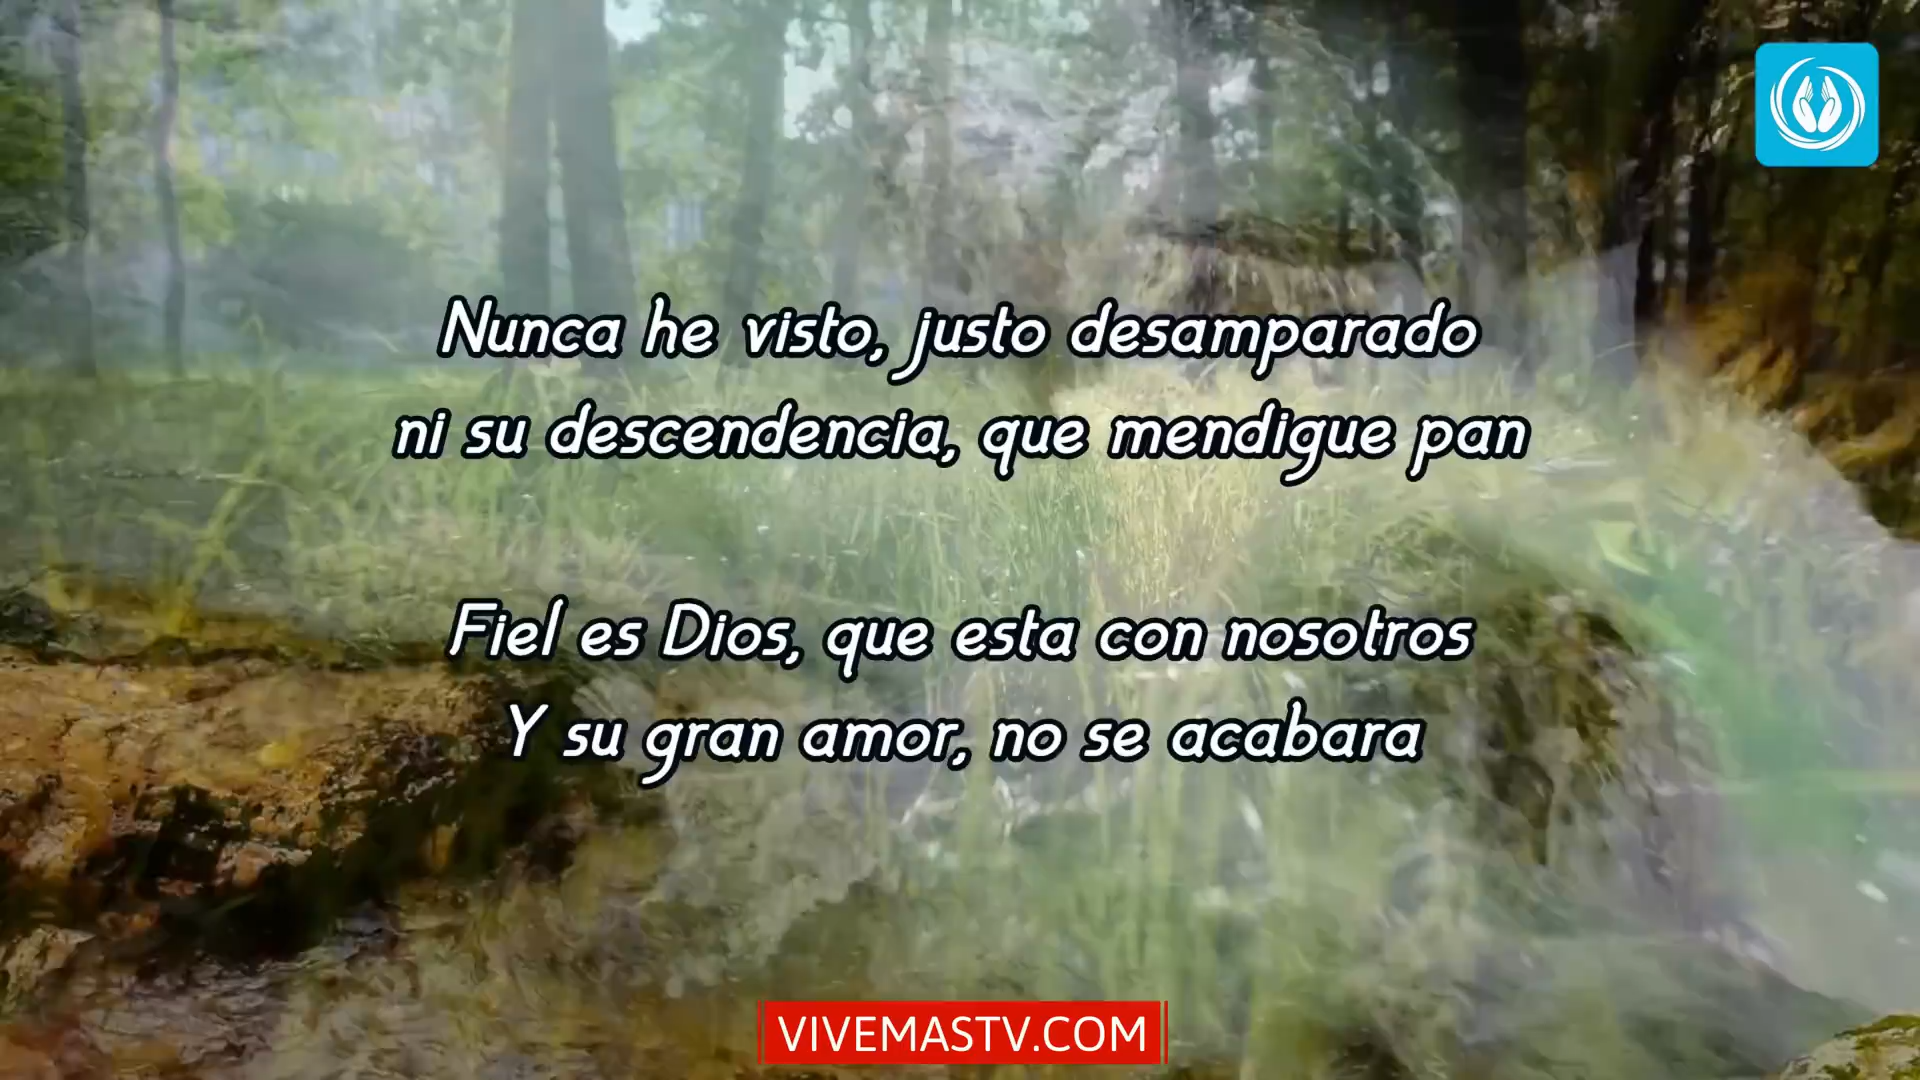 Nunca he visto, justo desamparado
ni su descendencia, que mendigue pan
Fiel es Dios, que esta con nosotros
Y su gran amor, no se acabara
VIVEMASTV.COM